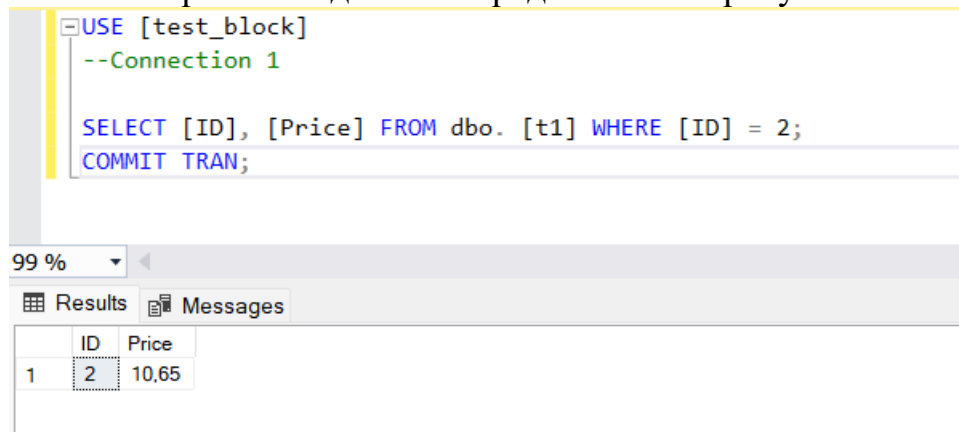 USE [test_block]
--Connection 1
SELECT [ID], [Price] FROM dbo. [t1] WHERE [ID] = 2;
COMMIT TRAN;
99 %
Results Messages
ID Price
1 2 10,65